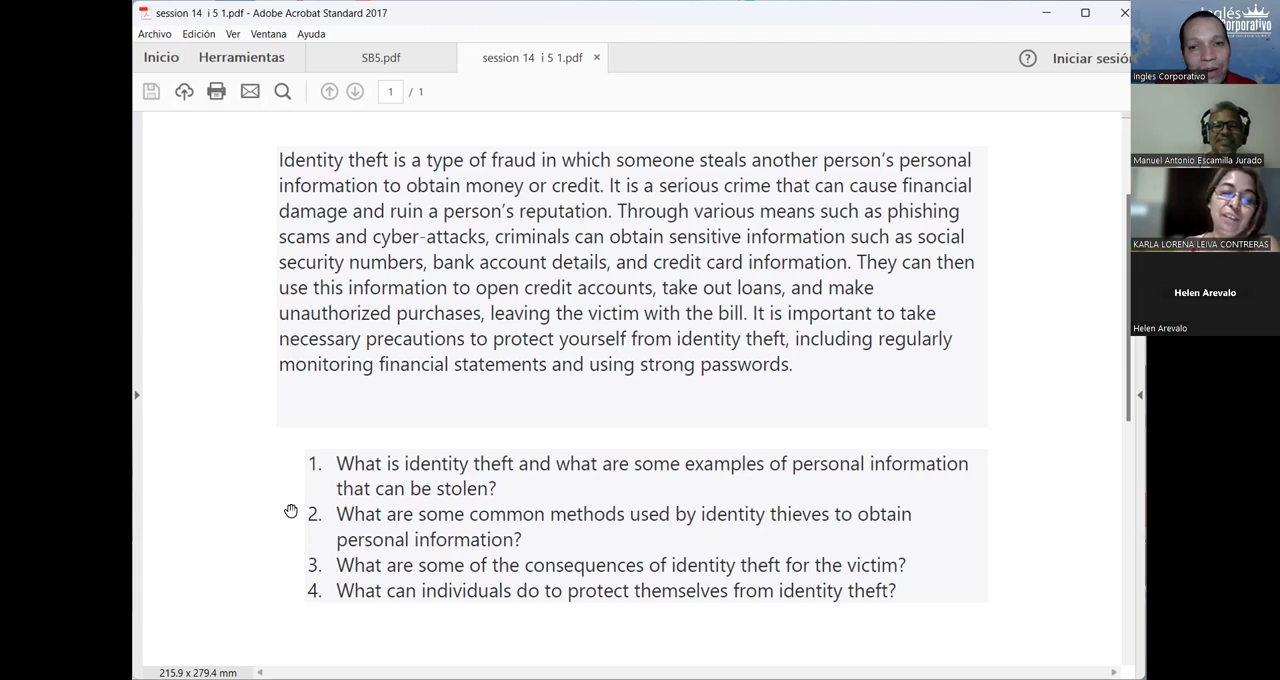 session 14 i 5 1.pdf - Adobe Acrobat Standard 2017
Archivo Edición Ver Ventana Ayuda
Inicio Herramientas SB5.pdf session 14 i 5 1.pdf × Iniciar sesión
1 / 1
Identity theft is a type of fraud in which someone steals another person's personal
information to obtain money or credit. It is a serious crime that can cause financial
damage and ruin a person's reputation. Through various means such as phishing
scams and cyber-attacks, criminals can obtain sensitive information such as social
security numbers, bank account details, and credit card information. They can then
use this information to open credit accounts, take out loans, and make
unauthorized purchases, leaving the victim with the bill. It is important to take
necessary precautions to protect yourself from identity theft, including regularly
monitoring financial statements and using strong passwords.
1. What is identity theft and what are some examples of personal information
that can be stolen?
2. What are some common methods used by identity thieves to obtain
personal information?
3. What are some of the consequences of identity theft for the victim?
4. What can individuals do to protect themselves from identity theft?
215.9 x 279.4 mm
Ingles Corporativo
Manuel Antonio Escamilla Jurado
KARLA LORENA LEIVA CONTRERAS
Helen Arevalo
Helen Arevalo